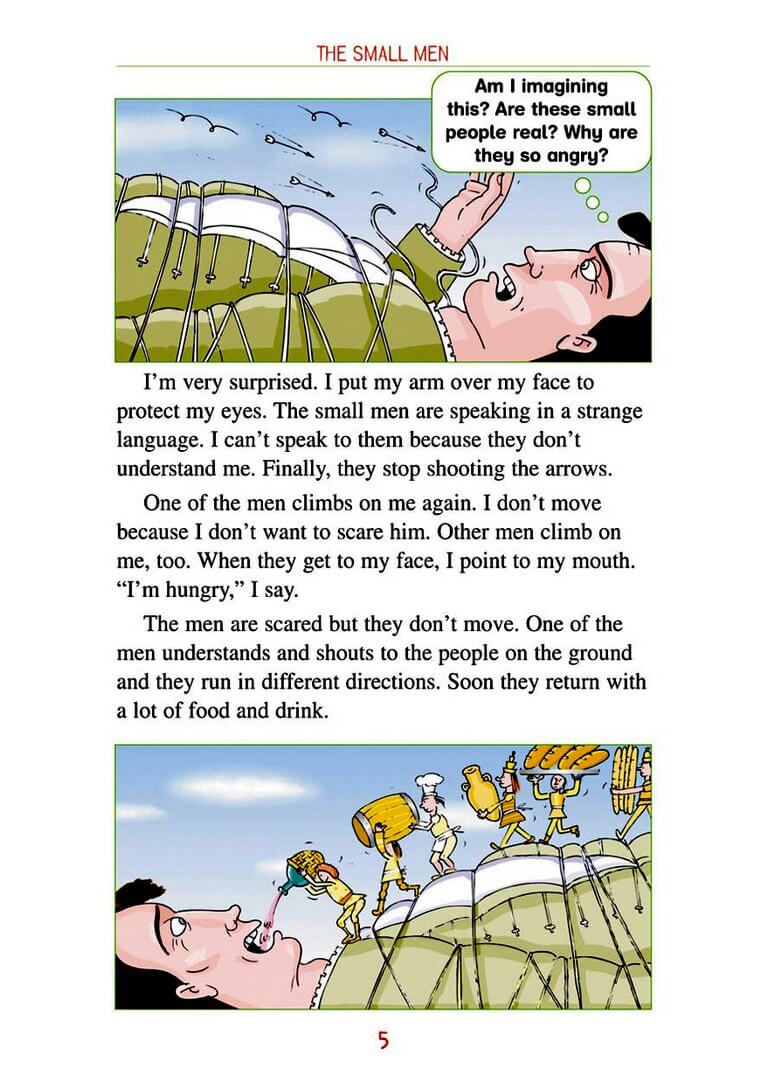 THE SMALL MEN
Am I imagining
this? Are these small
people real? Why are
they so angry?
I’m very surprised. I put my arm over my face to
protect my eyes. The small men are speaking in a strange
language. I can’t speak to them because they don’t
understand me. Finally, they stop shooting the arrows.
One of the men climbs on me again. I don’t move
because I don’t want to scare him. Other men climb on
me, too. When they get to my face, I point to my mouth.
“I’m hungry,” I say.
The men are scared but they don’t move. One of the
men understands and shouts to the people on the ground
and they run in different directions. Soon they return with
a lot of food and drink.
5